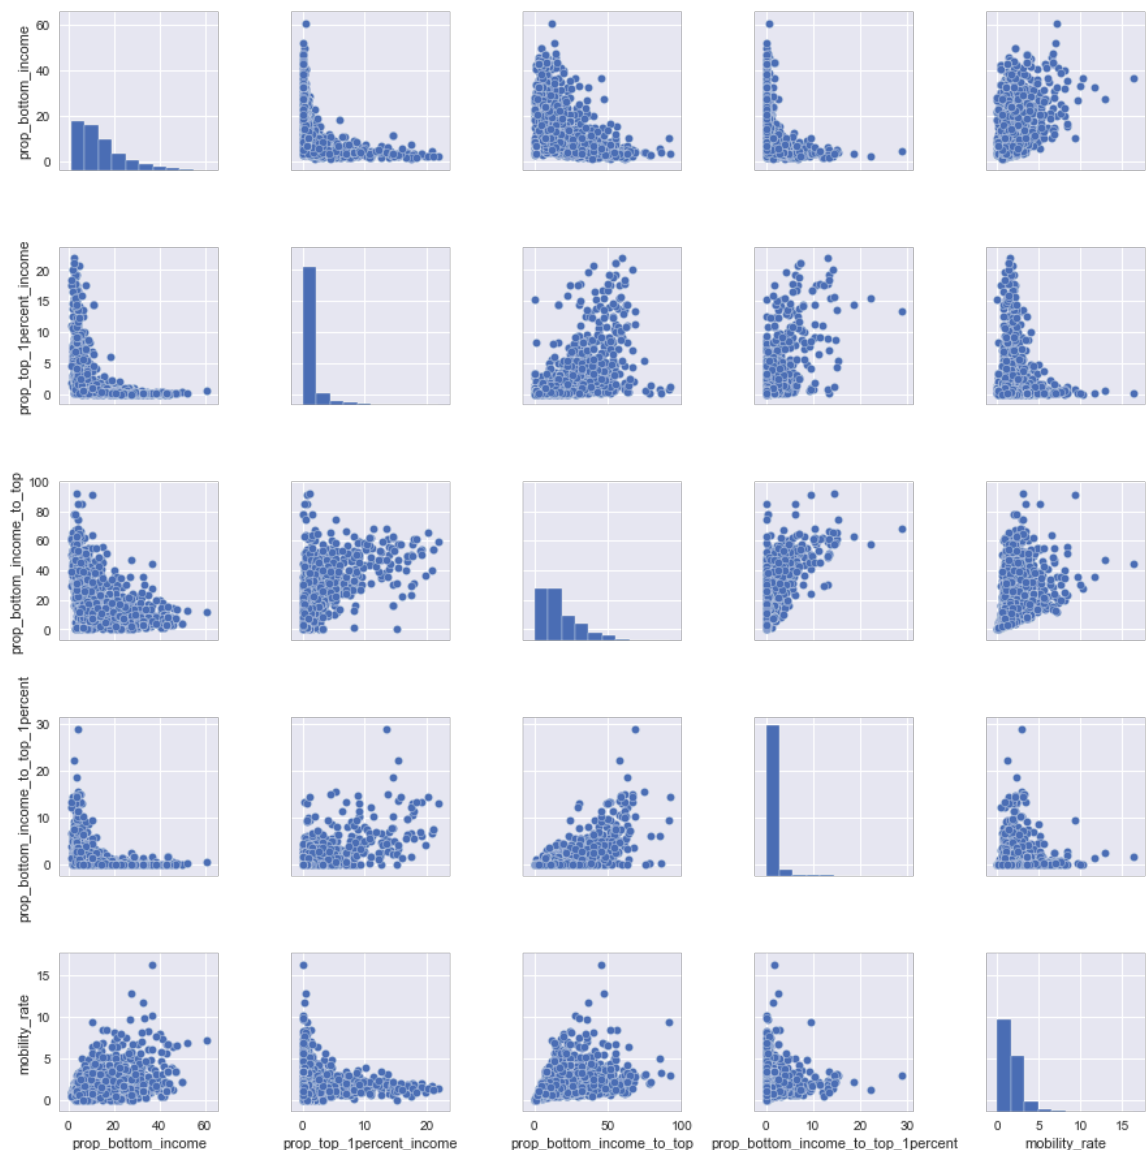 prop_bottom_income
60
40
20
0
prop_top_1percent_income
20
15
10
5
0
prop_bottom_income_to_top
100
80
60
40
20
0
prop_bottom_income_to_top_1percent
30
20
10
0
mobility_rate
15
10
5
0
0 20 40 60
0 10 20
0 50 100
0 10 20 30
0 5 10 15
prop_bottom_income
prop_top_1percent_income
prop_bottom_income_to_top
prop_bottom_income_to_top_1percent
mobility_rate